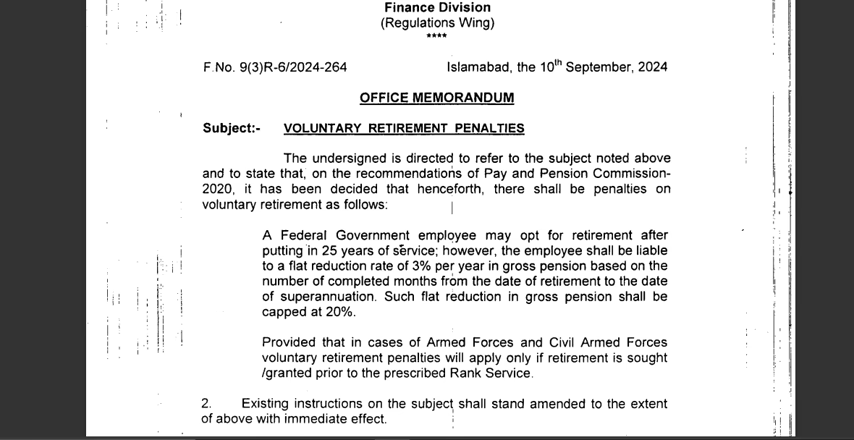 Finance Division
(Regulations Wing)
****
F.No. 9(3)R-6/2024-264 Islamabad, the 10th September, 2024
OFFICE MEMORANDUM
Subject:- VOLUNTARY RETIREMENT PENALTIES
The undersigned is directed to refer to the subject noted above
and to state that, on the recommendations of Pay and Pension Commission-
2020, it has been decided that henceforth, there shall be penalties on
voluntary retirement as follows:
A Federal Government employee may opt for retirement after
putting in 25 years of service; however, the employee shall be liable
to a flat reduction rate of 3% per year in gross pension based on the
number of completed months from the date of retirement to the date
of superannuation. Such flat reduction in gross pension shall be
capped at 20%.
Provided that in cases of Armed Forces and Civil Armed Forces
voluntary retirement penalties will apply only if retirement is sought
/granted prior to the prescribed Rank Service.
2. Existing instructions on the subject shall stand amended to the extent
of above with immediate effect.